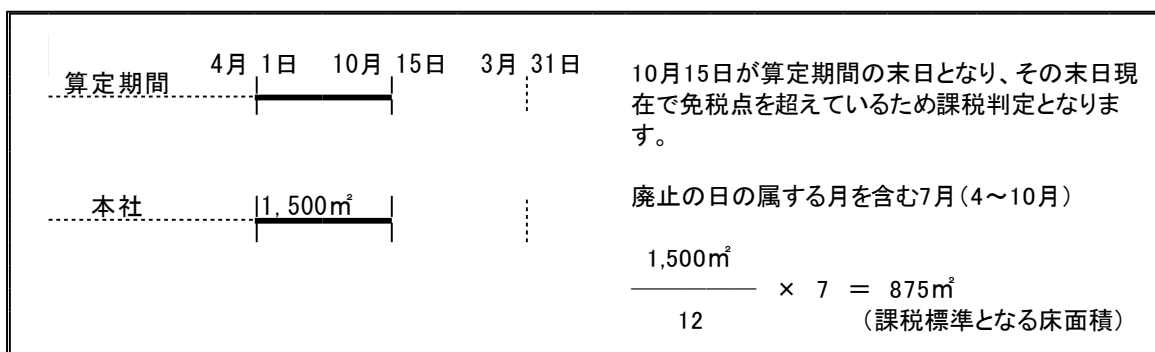 4月 1日 10月 15日 3月 31日
算定期間
本社 1,500㎡
10月15日が算定期間の末日となり、その末日現
在で免税点を超えているため課税判定となりま
す。
廃止の日の属する月を含む7月（4～10月）
1,500㎡
× 7 ＝ 875㎡
12 （課税標準となる床面積）